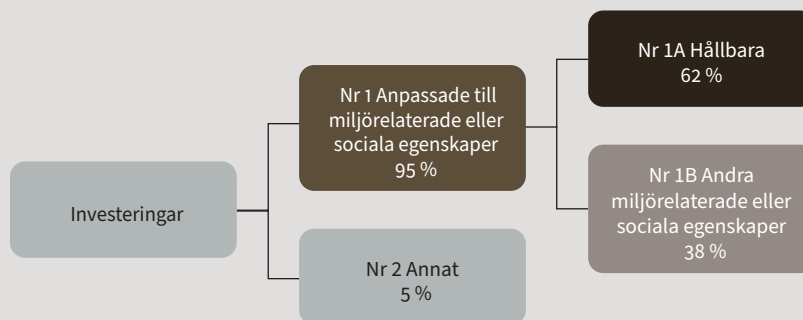 Investeringar
Nr 1 Anpassade till
miljörelaterade eller
sociala egenskaper
95 %
Nr 2 Annat
5 %
Nr 1A Hållbara
62 %
Nr 1B Andra
miljörelaterade eller
sociala egenskaper
38 %